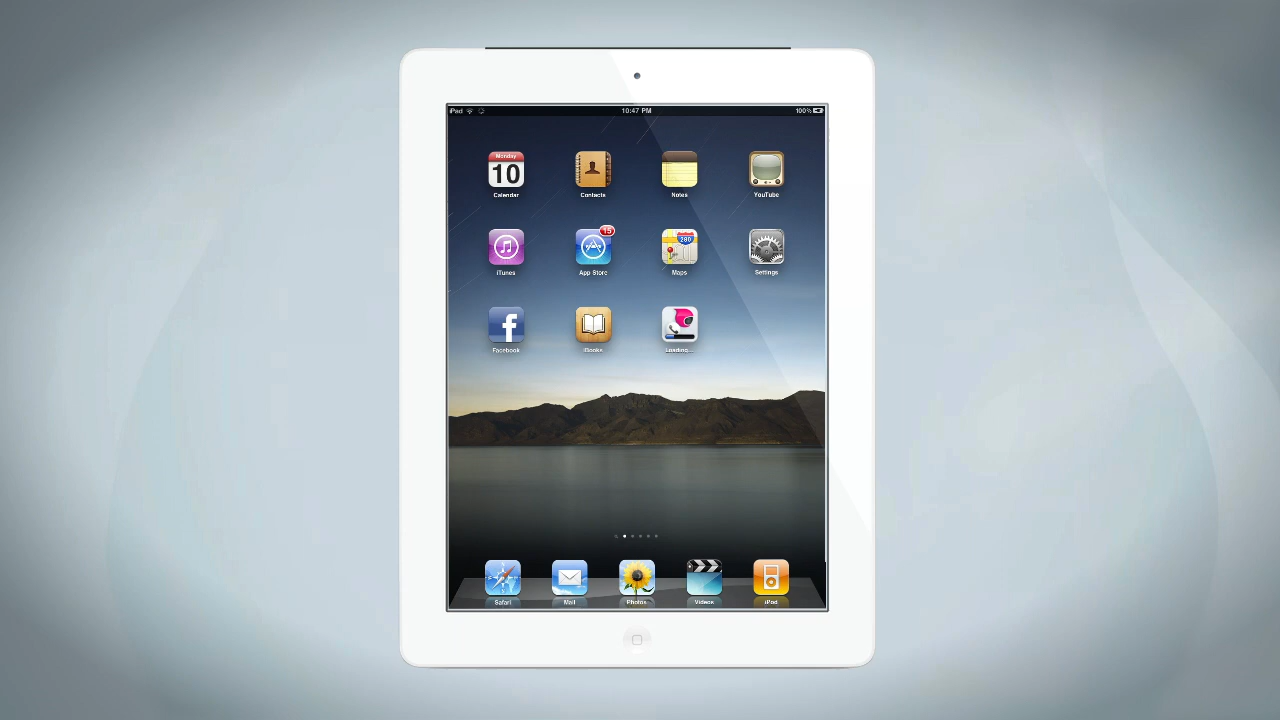 iPad 10:47 PM 100%
Monday
10
Calendar Contacts Notes YouTube
15
280
iTunes App Store Maps Settings
Facebook iBooks Loading...
Safari Mail Photos Videos iPod